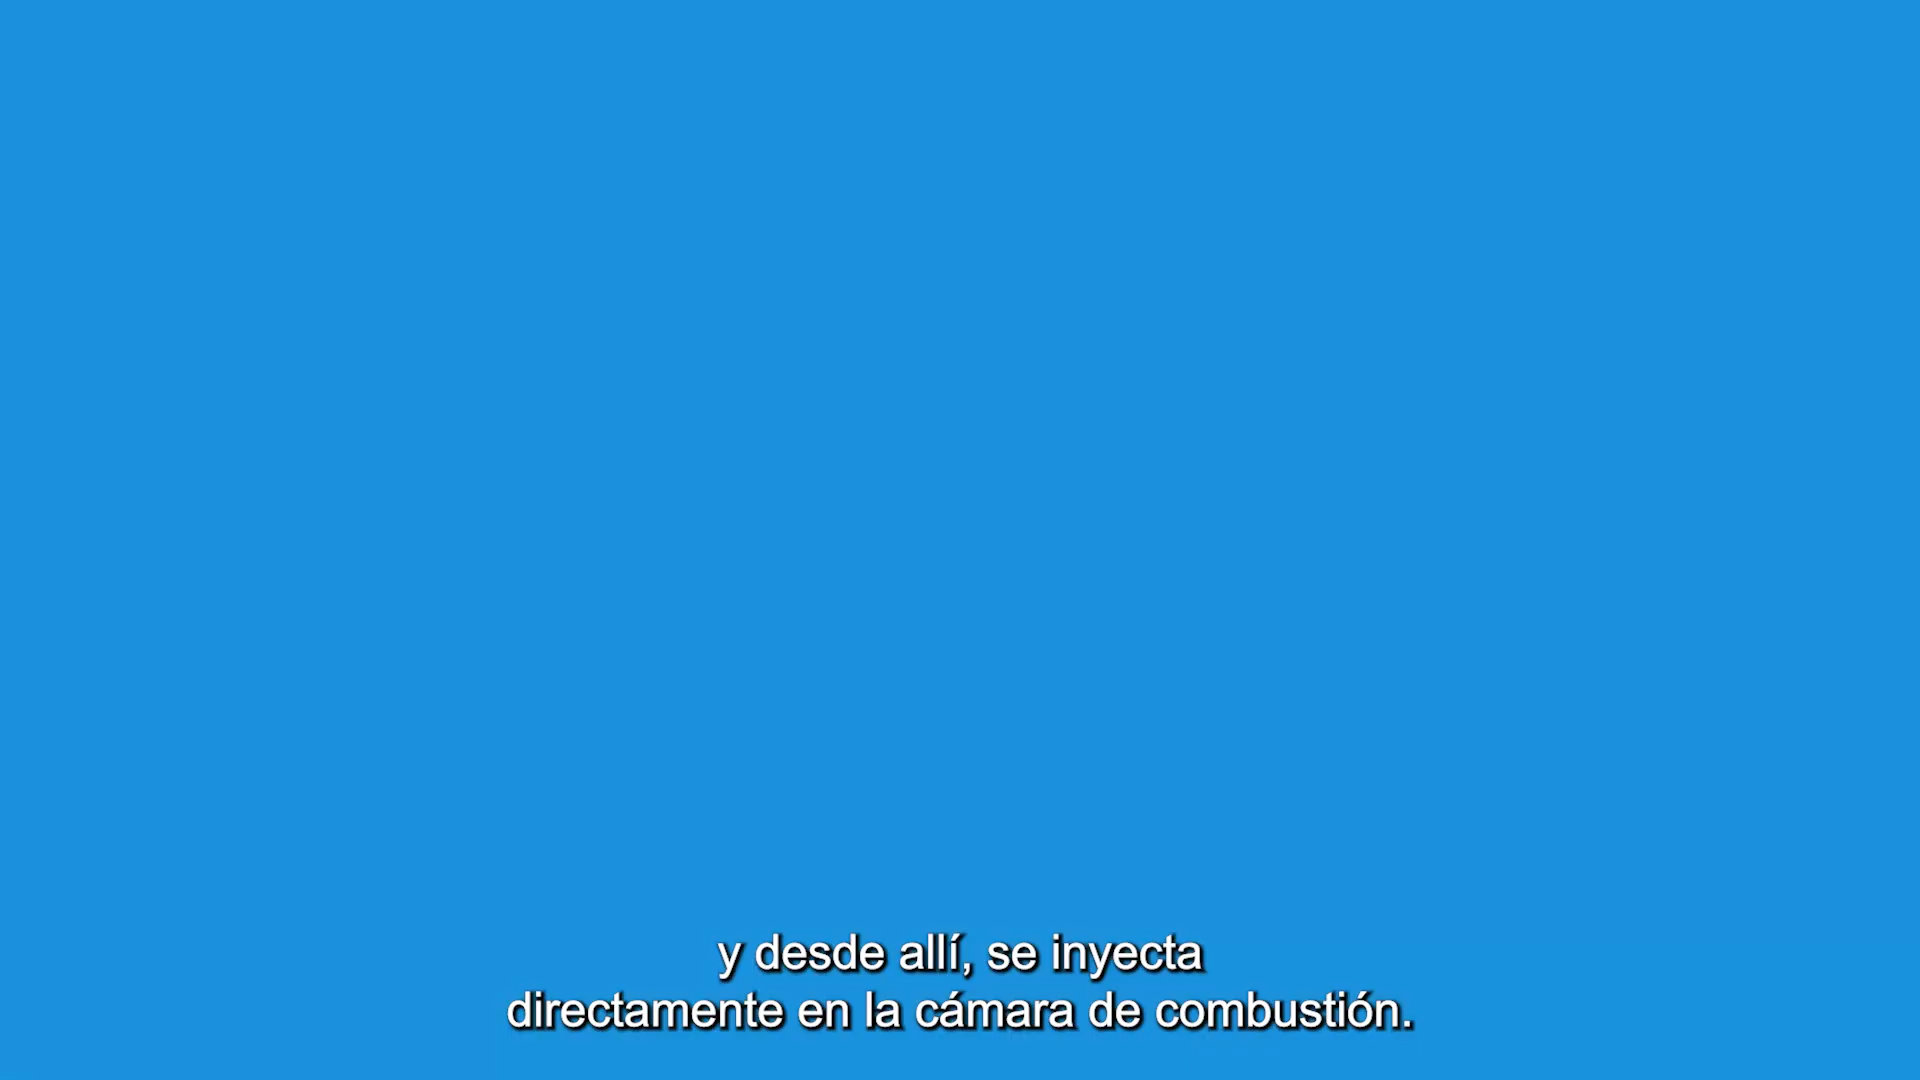 y desde allí, se inyecta
directamente en la cámara de combustión.